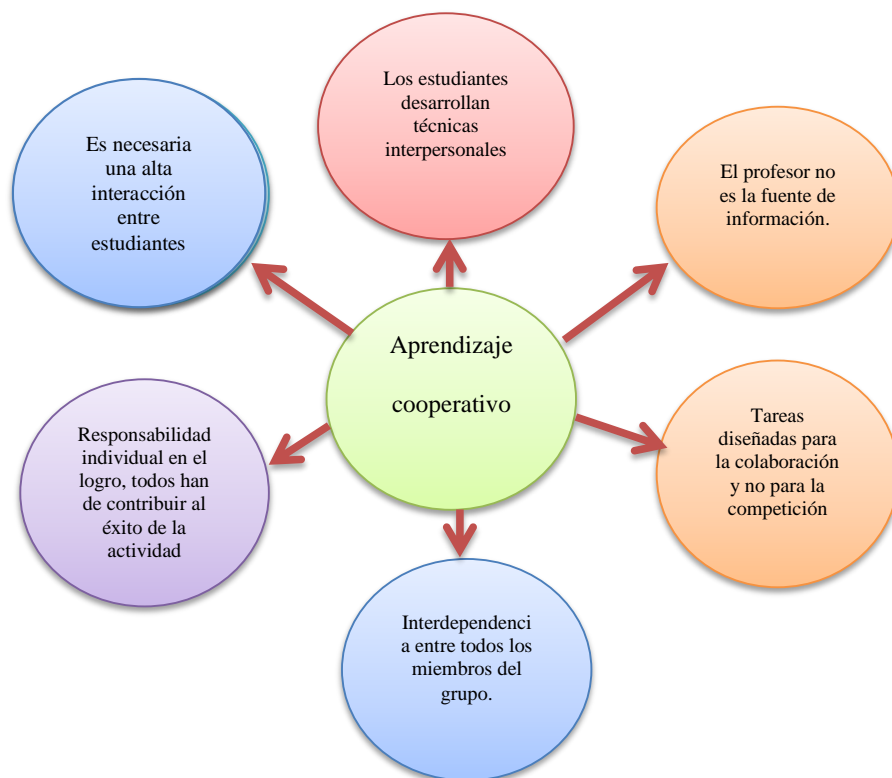 Los estudiantes
desarrollan
técnicas
interpersonales
Es necesaria
una alta
interacción
entre
estudiantes
El profesor no
es la fuente de
información.
Aprendizaje
cooperativo
Responsabilidad
individual en el
logro, todos han
de contribuir al
éxito de la
actividad
Tareas
diseñadas para
la colaboración
y no para la
competición
Interdependenci
a entre todos los
miembros del
grupo.